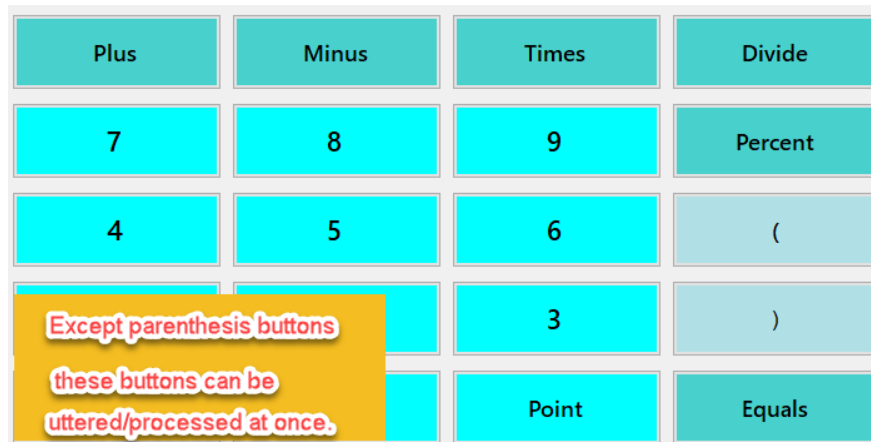 Plus Minus Times Divide
7 8 9 Percent
4 5 6 (
3 )
Point Equals
Except parenthesis buttons
these buttons can be
uttered/processed at once.